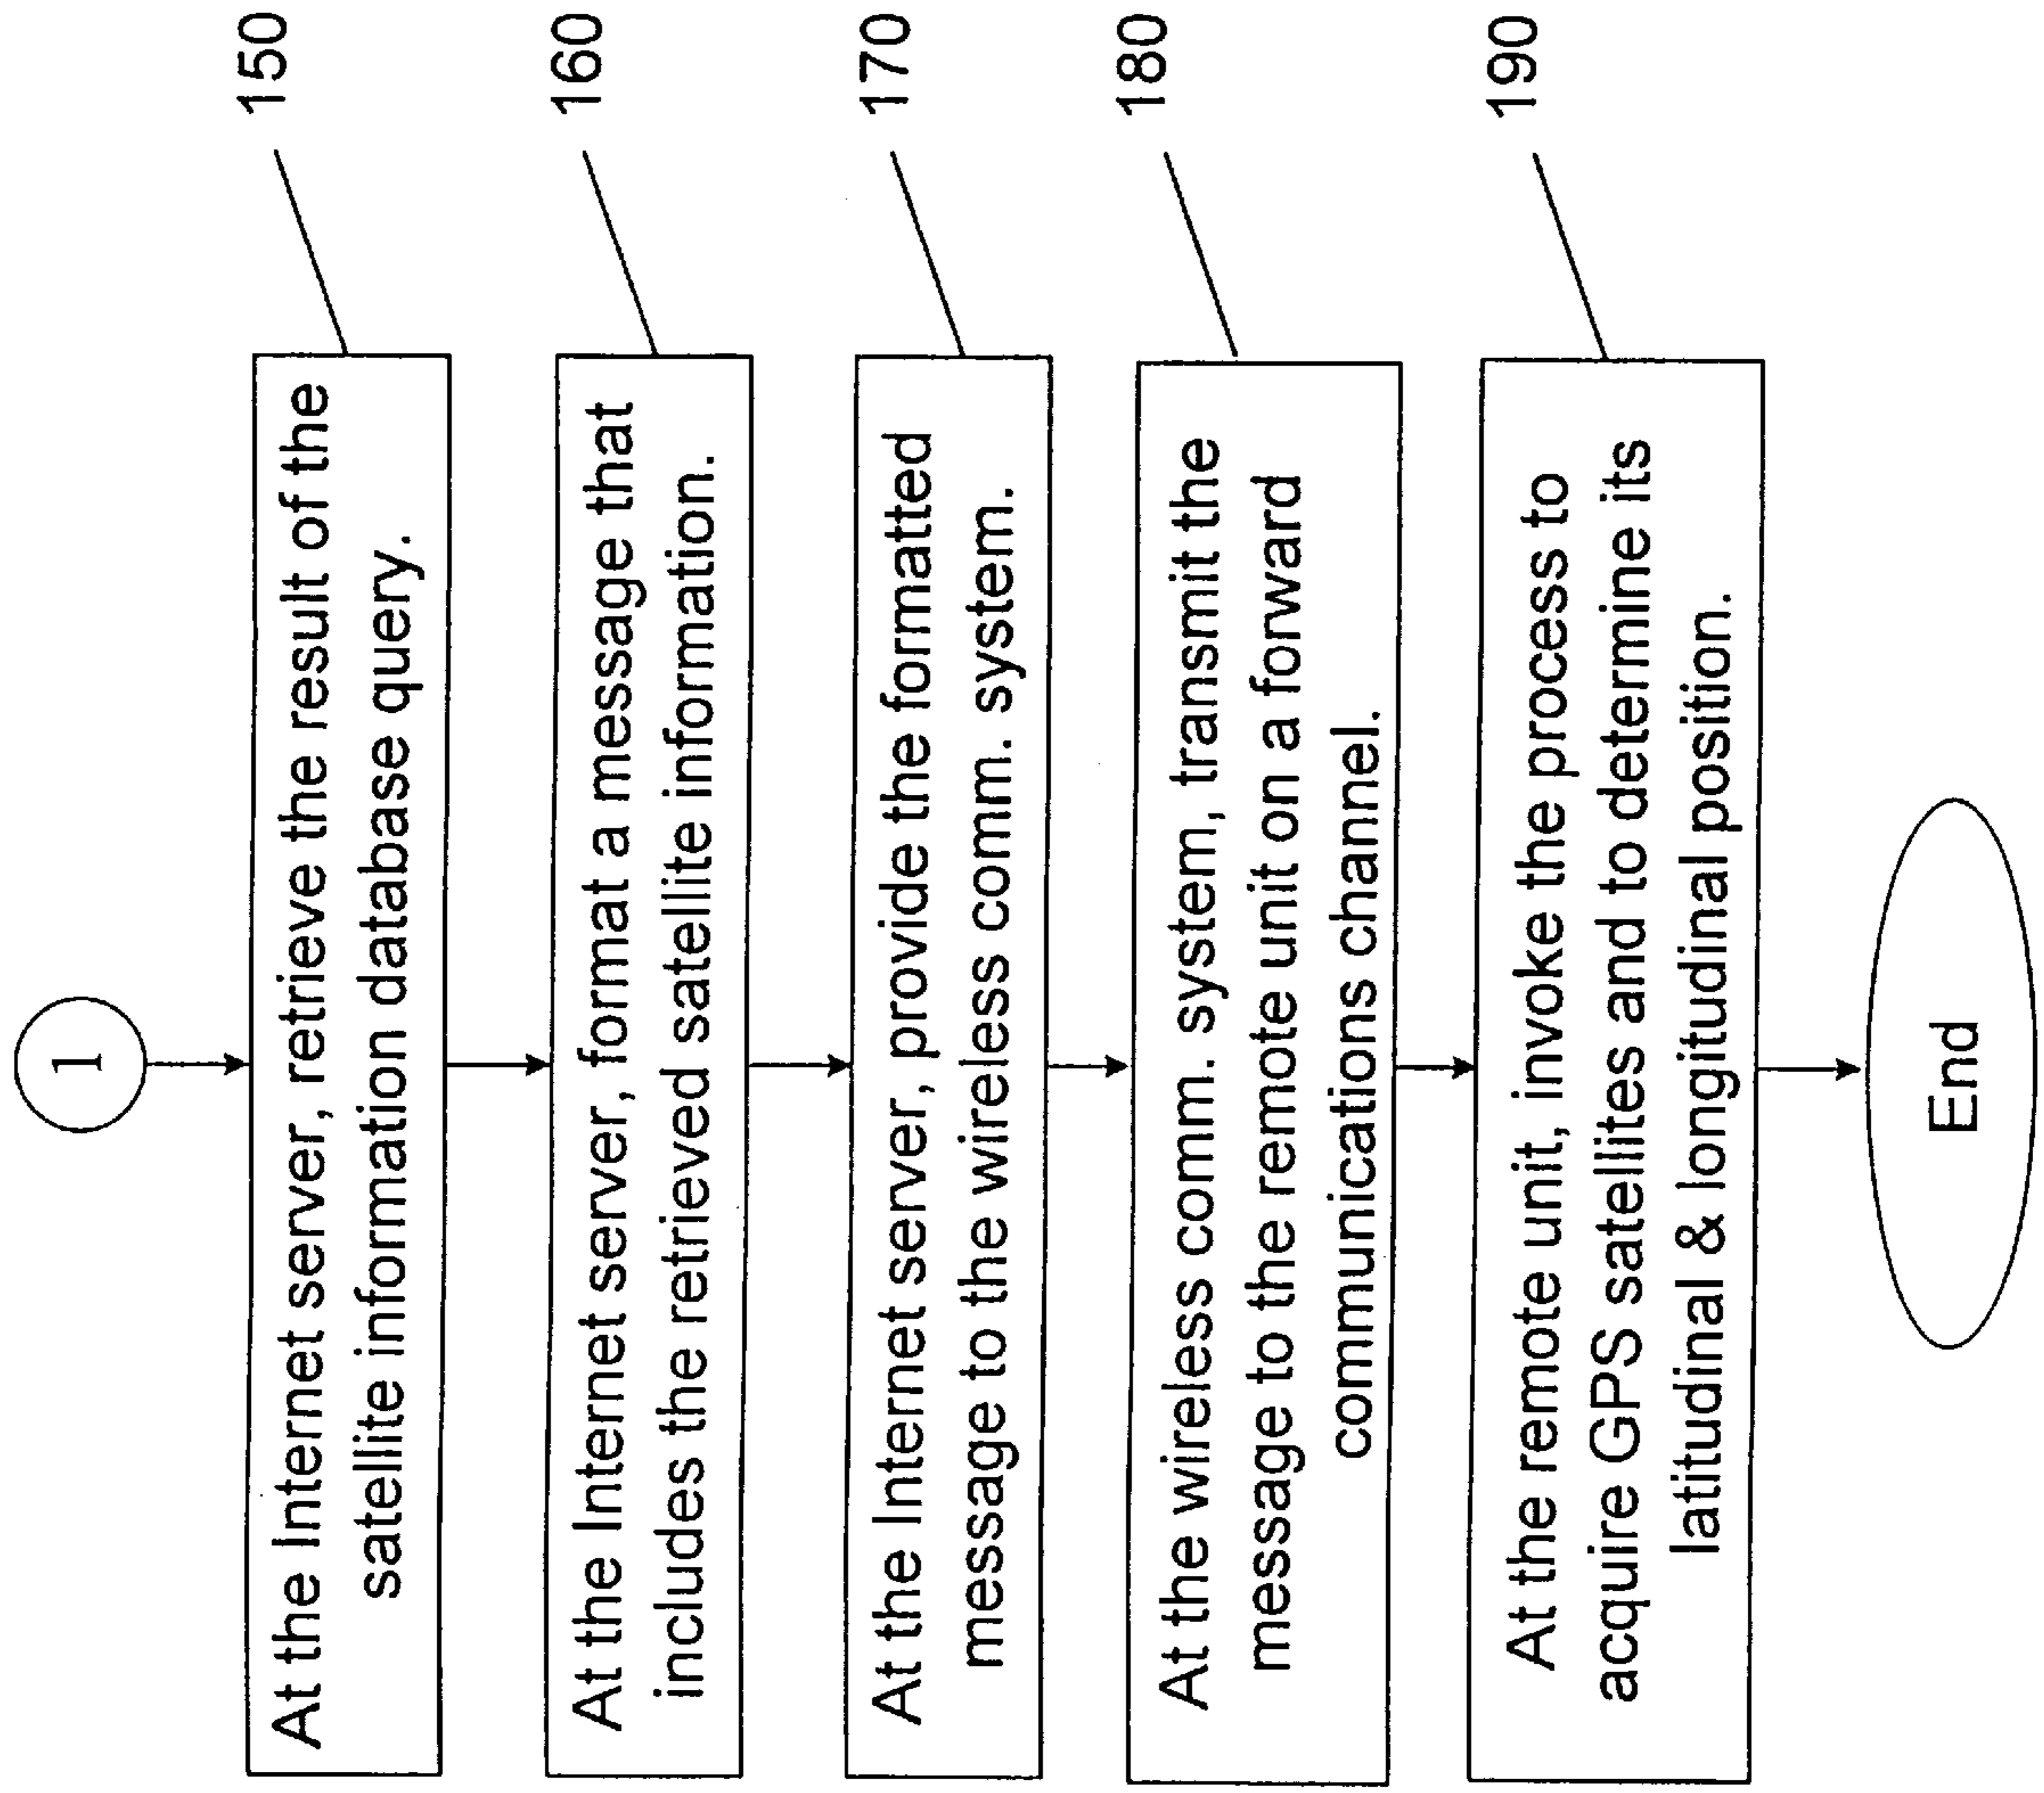 1
At the Internet server, retrieve the result of the
satellite information database query.
150
At the Internet server, format a message that
includes the retrieved satellite information.
160
At the Internet server, provide the formatted
message to the wireless comm. system.
170
At the wireless comm. system, transmit the
message to the remote unit on a forward
communications channel.
180
At the remote unit, invoke the process to
acquire GPS satellites and to determine its
latitudinal & longitudinal position.
190
End